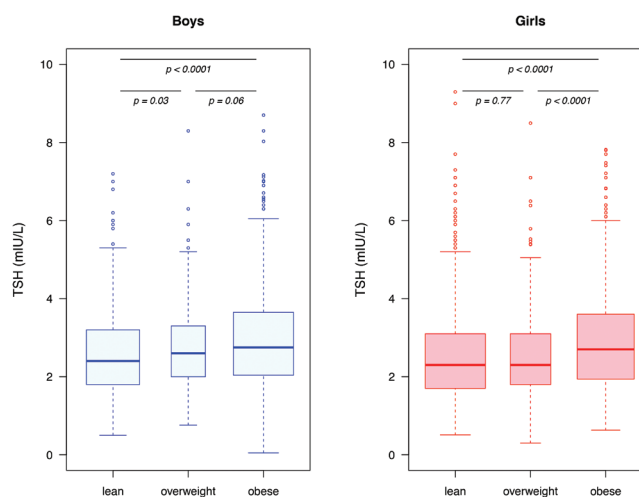 Boys
Girls
10
8
6
4
2
0
TSH (mIU/L)
p < 0.0001
p = 0.03
p = 0.06
lean
overweight
obese
10
8
6
4
2
0
TSH (mIU/L)
p < 0.0001
p = 0.77
p < 0.0001
lean
overweight
obese